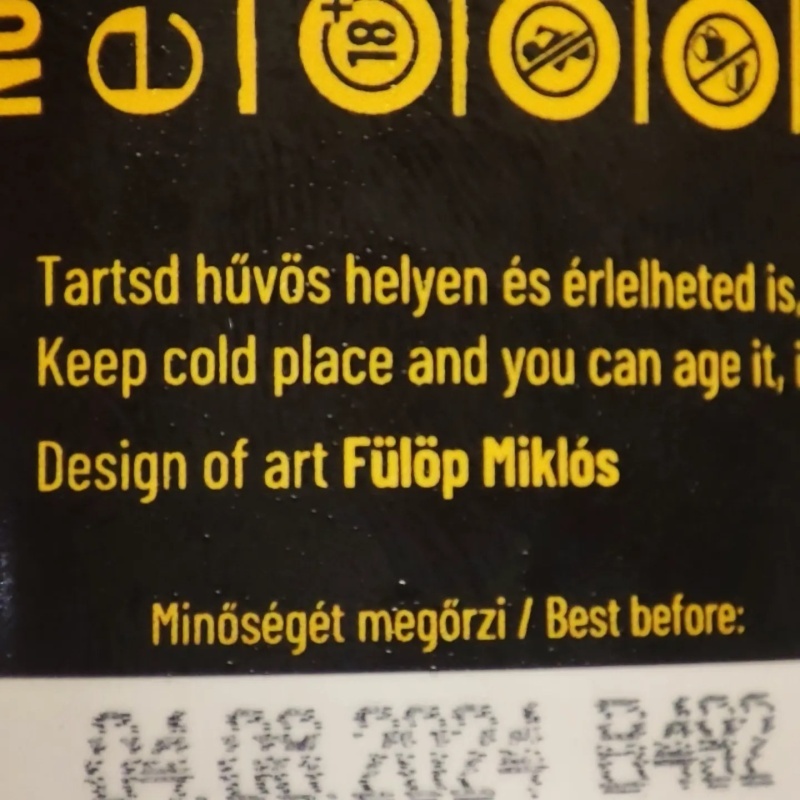 e 18+
Tartsd hűvös helyen és érlelheted is,
Keep cold place and you can age it,
Design of art Fülöp Miklós
Minőségét megőrzi / Best before:
04.08.2024 B482